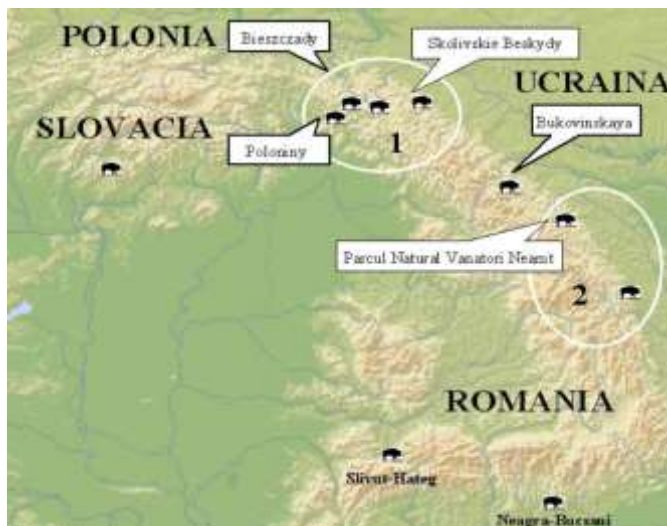 POLONIA
Bieszczady
Skolivskie Beskydy
UCRAINA
SLOVACIA
Poloniny
1
Bukovinskaya
Parcul Natural Vanatori Neamt
2
ROMANIA
Slivut-Hateg
Neagra-Bucsani